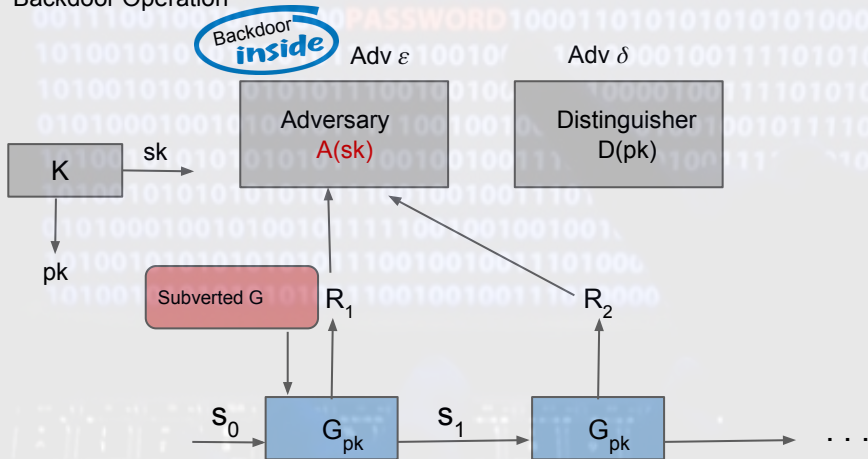 Backdoor Operation
PASSWORD
Backdoor
inside
Adv ε
Adv δ
Adversary
A(sk)
Distinguisher
D(pk)
K
sk
pk
Subverted G
R1
R2
S0
Gpk
S1
Gpk
. . .